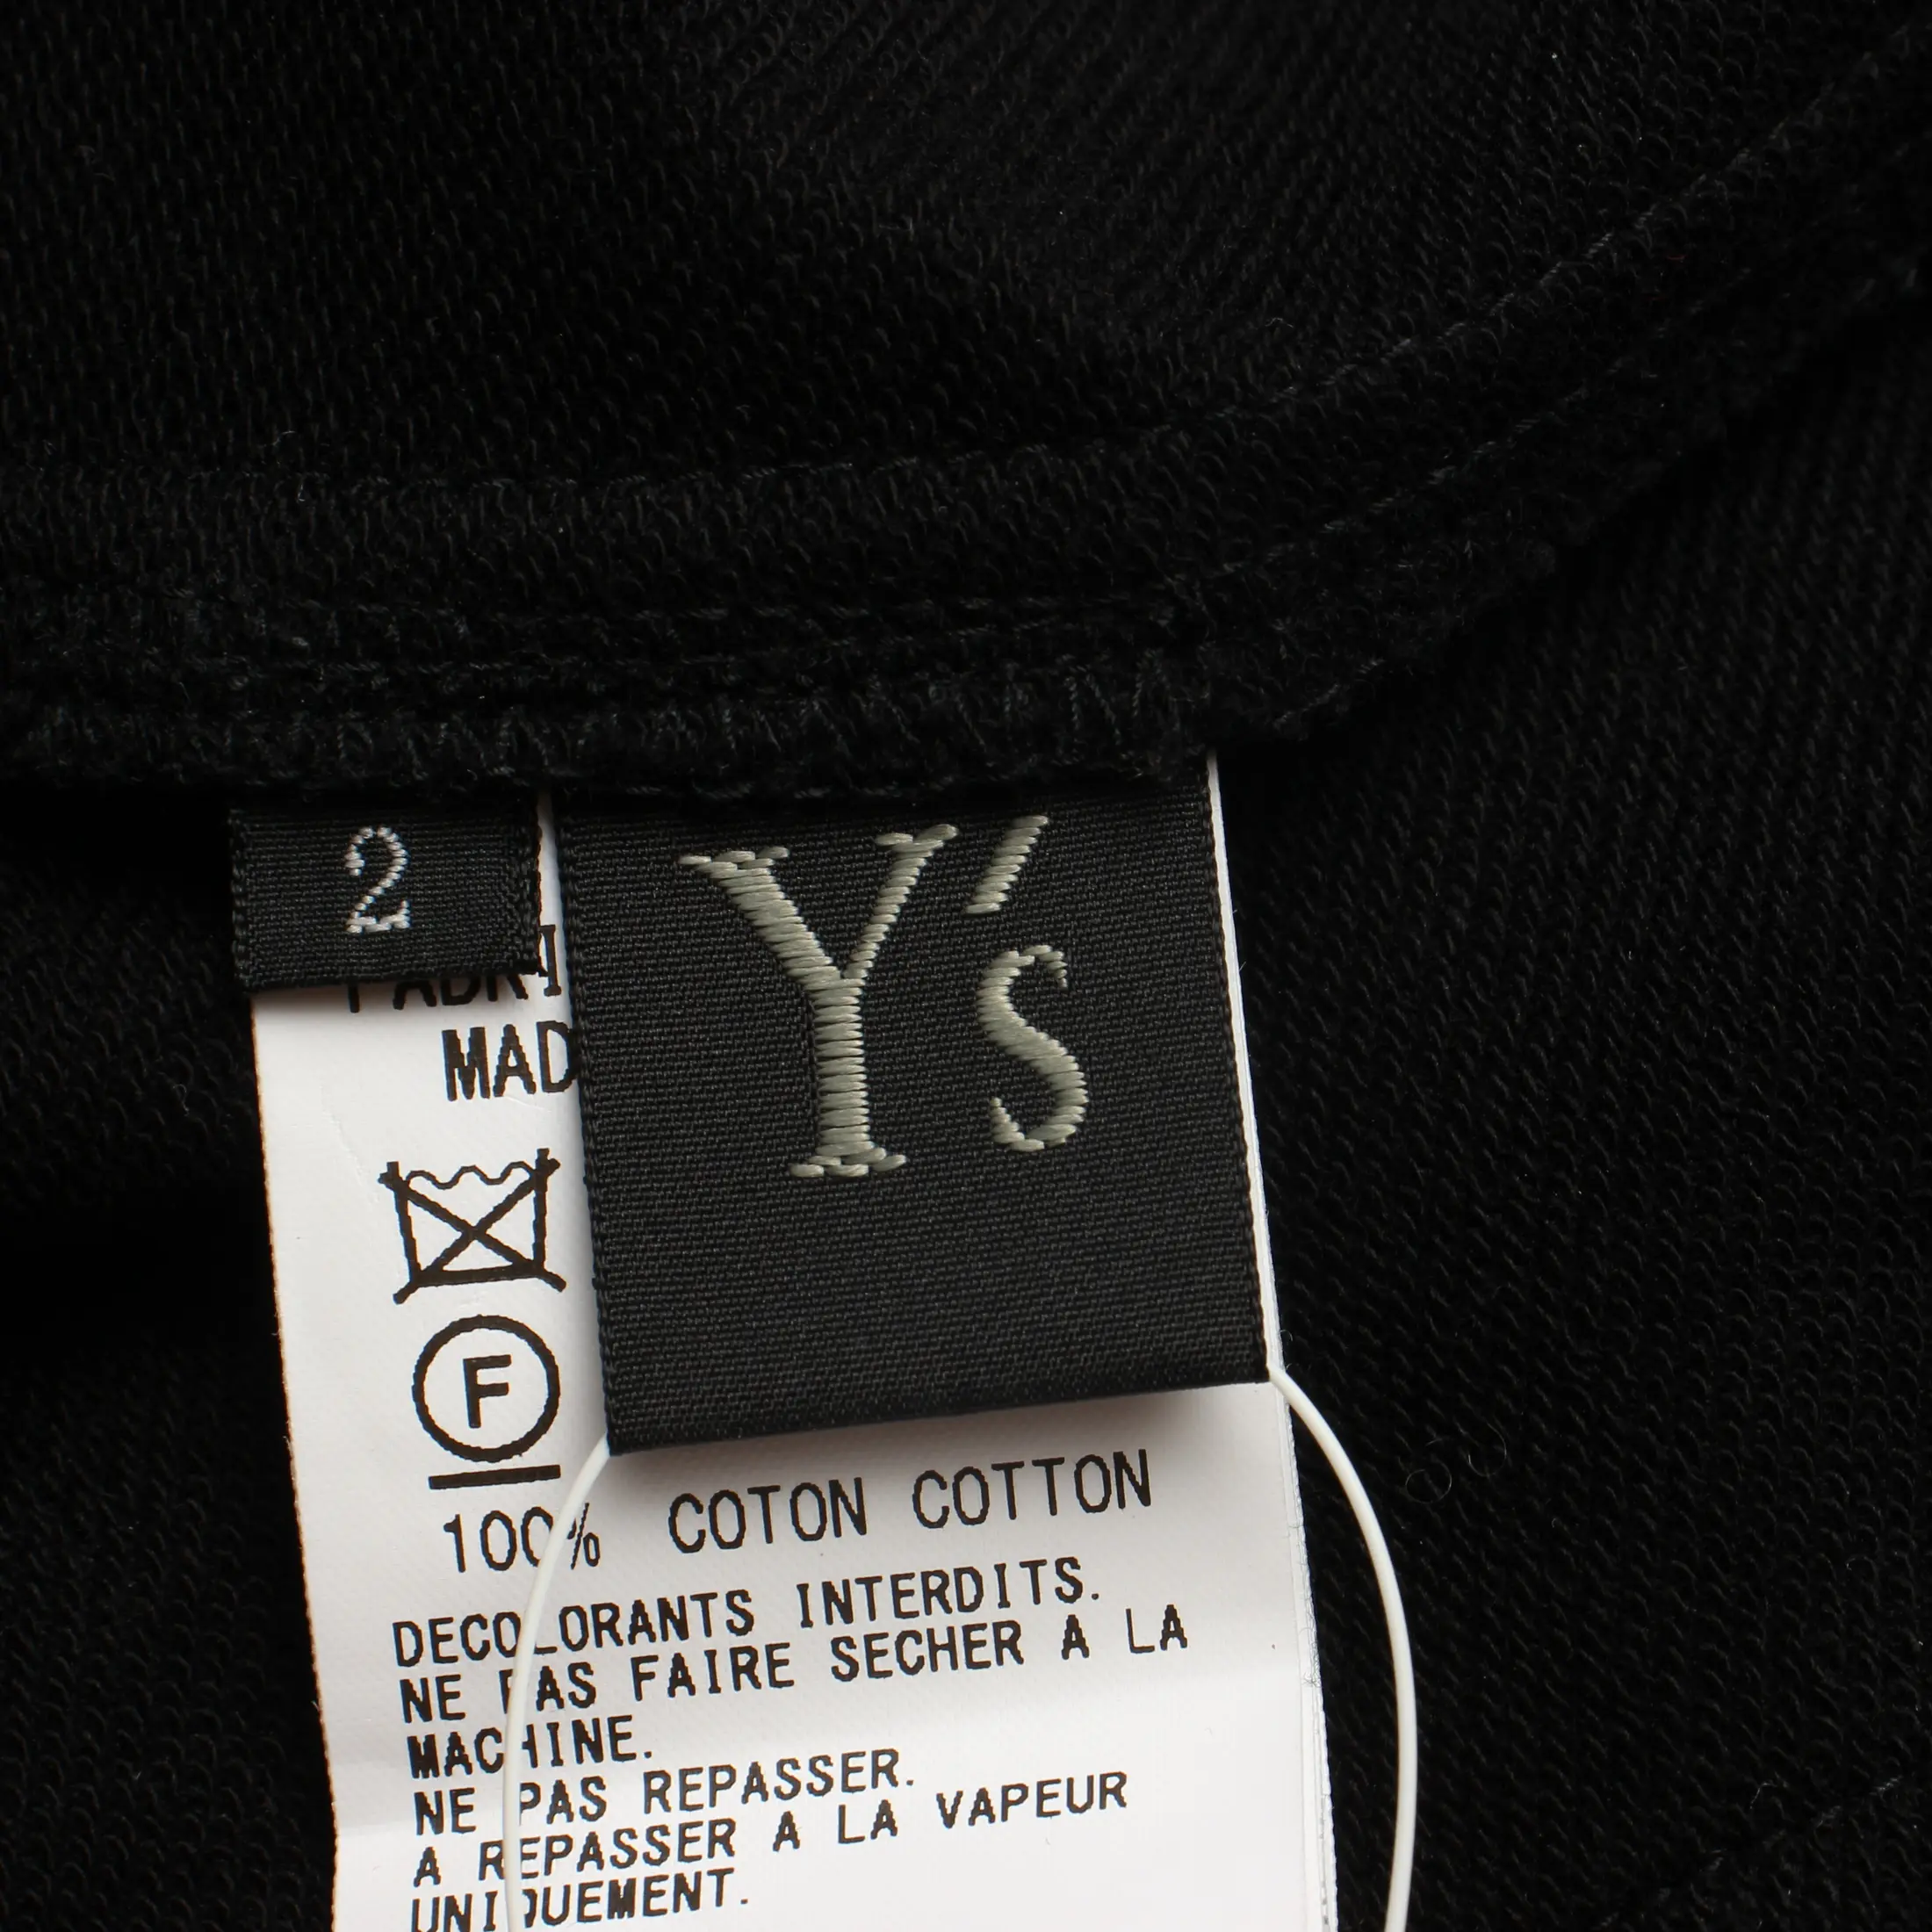 2
Y's
MAD
F
100% COTON COTTON
DECOLORANTS INTERDITS.
NE PAS FAIRE SECHER A LA
MACHINE.
NE PAS REPASSER.
A REPASSER A LA VAPEUR
UNIQUEMENT.